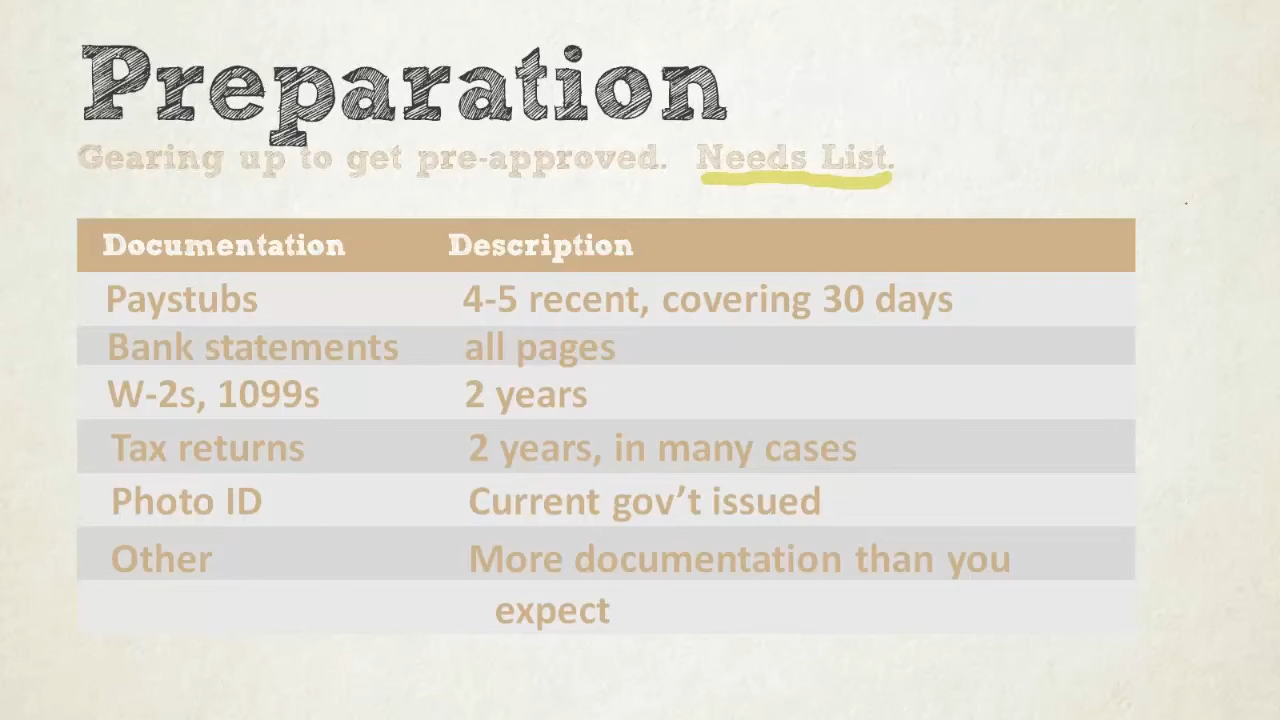 Preparation
Gearing up to get pre-approved. Needs List.
Documentation Description
Paystubs 4-5 recent, covering 30 days
Bank statements all pages
W-2s, 1099s 2 years
Tax returns 2 years, in many cases
Photo ID Current gov’t issued
Other More documentation than you
expect